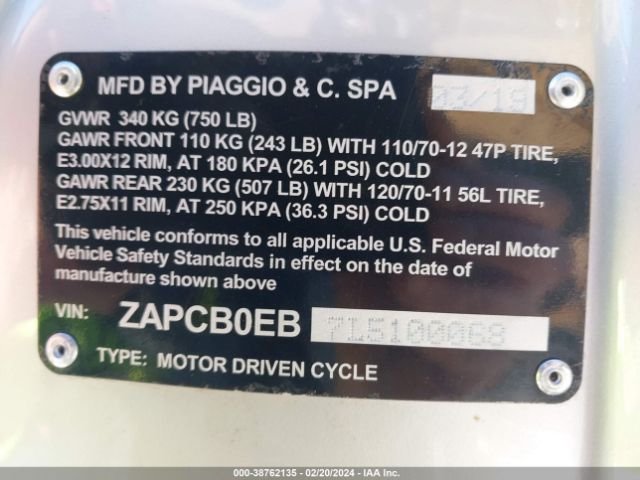 MFD BY PIAGGIO & C. SPA 03/19
GVWR 340 KG (750 LB)
GAWR FRONT 110 KG (243 LB) WITH 110/70-12 47P TIRE,
E3.00X12 RIM, AT 180 KPA (26.1 PSI) COLD
GAWR REAR 230 KG (507 LB) WITH 120/70-11 56L TIRE,
E2.75X11 RIM, AT 250 KPA (36.3 PSI) COLD
This vehicle conforms to all applicable U.S. Federal Motor
Vehicle Safety Standards in effect on the date of
manufacture shown above
VIN: ZAPCB0EB
TYPE: MOTOR DRIVEN CYCLE
000-38762135 - 02/20/2024 - IAA Inc.